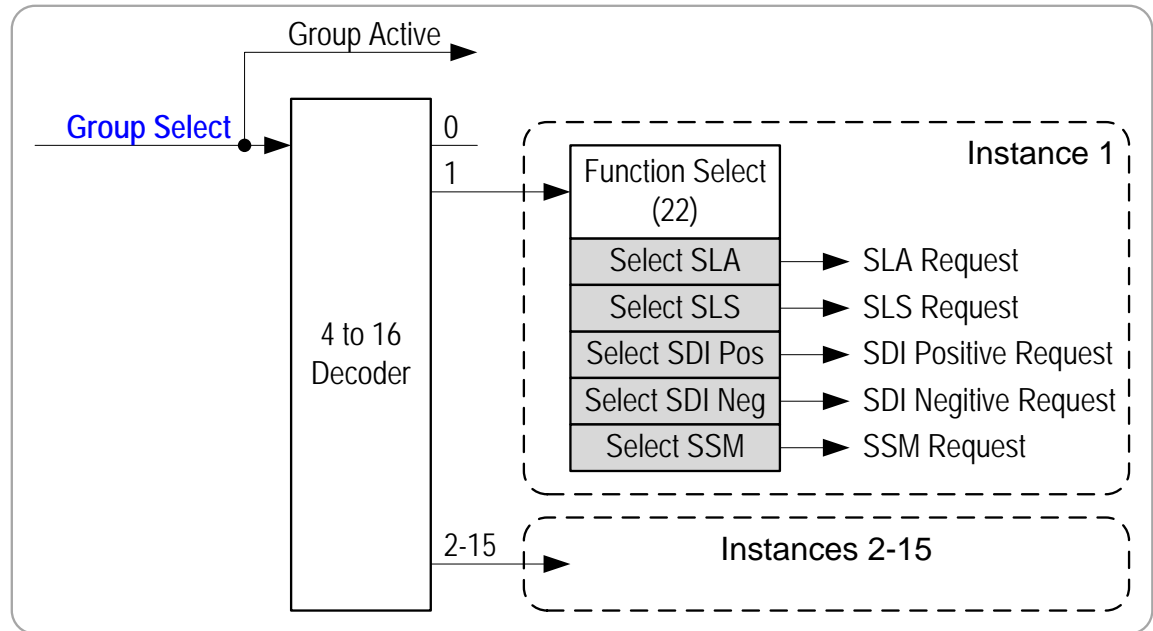 Group Active
Group Select
0
1
4 to 16
Decoder
2-15
Instance 1
Function Select
(22)
Select SLA
SLA Request
Select SLS
SLS Request
Select SDI Pos
SDI Positive Request
Select SDI Neg
SDI Negitive Request
Select SSM
SSM Request
Instances 2-15